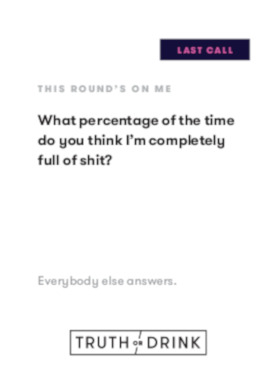 LAST CALL
THIS ROUND'S ON ME
What percentage of the time
do you think I'm completely
full of shit?
Everybody else answers.
TRUTH OR DRINK